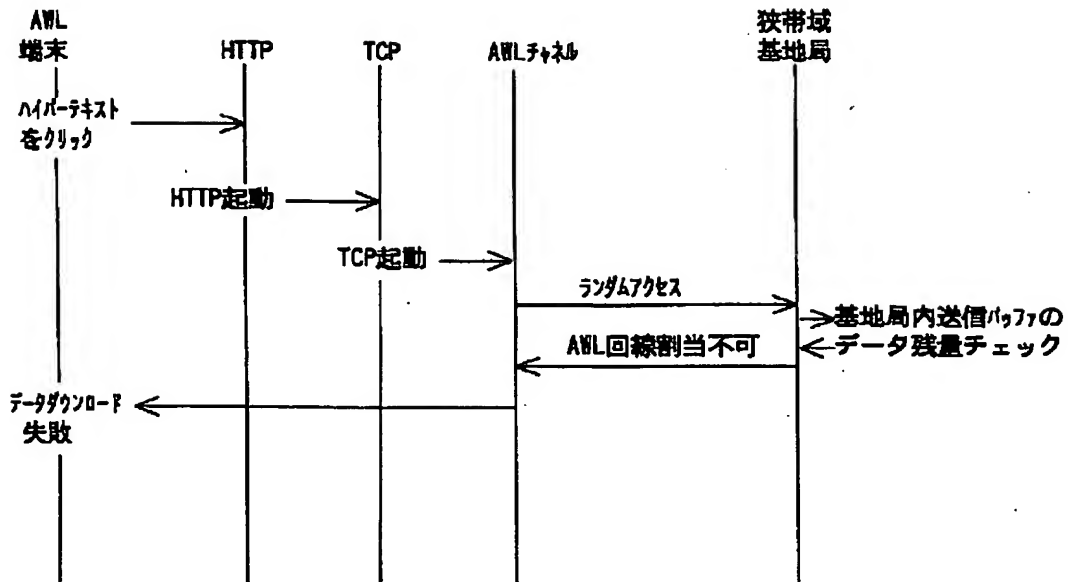 AWL
端末
HTTP
TCP
AWLチャネル
狭帯域
基地局
ハイパーテキスト
をクリック
HTTP起動
TCP起動
ランダムアクセス
基地局内送信バッファの
データ残量チェック
AWL回線割当不可
データダウンロード
失敗